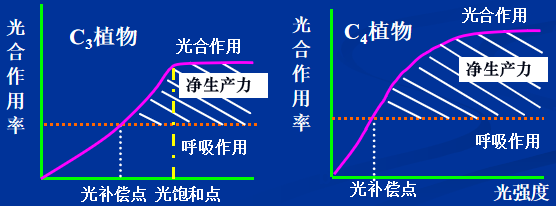 光合作用率
C3植物
光合作用
净生产力
呼吸作用
光补偿点
光饱和点
光合作用率
C4植物
光合作用
净生产力
呼吸作用
光补偿点
光强度